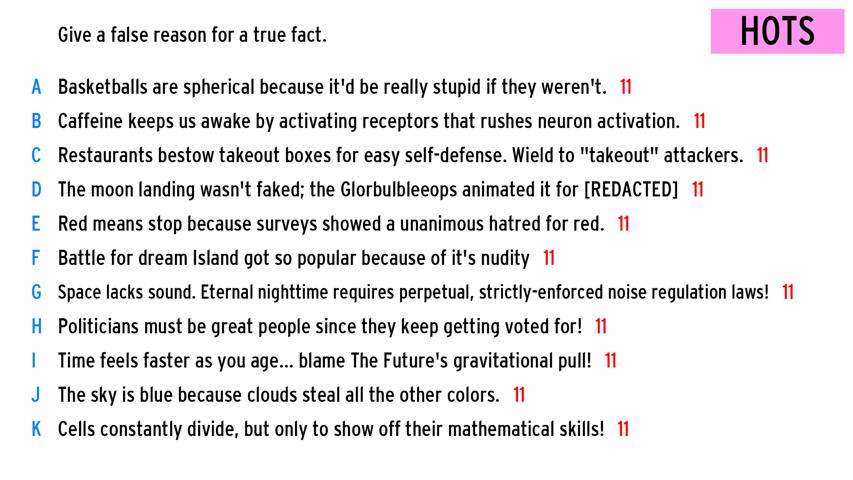 Give a false reason for a true fact.
HOTS
A Basketballs are spherical because it'd be really stupid if they weren't. 11
B Caffeine keeps us awake by activating receptors that rushes neuron activation. 11
C Restaurants bestow takeout boxes for easy self-defense. Wield to "takeout" attackers. 11
D The moon landing wasn't faked; the Glorbulbleeops animated it for [REDACTED] 11
E Red means stop because surveys showed a unanimous hatred for red. 11
F Battle for dream Island got so popular because of it's nudity 11
G Space lacks sound. Eternal nighttime requires perpetual, strictly-enforced noise regulation laws! 11
H Politicians must be great people since they keep getting voted for! 11
I Time feels faster as you age... blame The Future's gravitational pull! 11
J The sky is blue because clouds steal all the other colors. 11
K Cells constantly divide, but only to show off their mathematical skills! 11